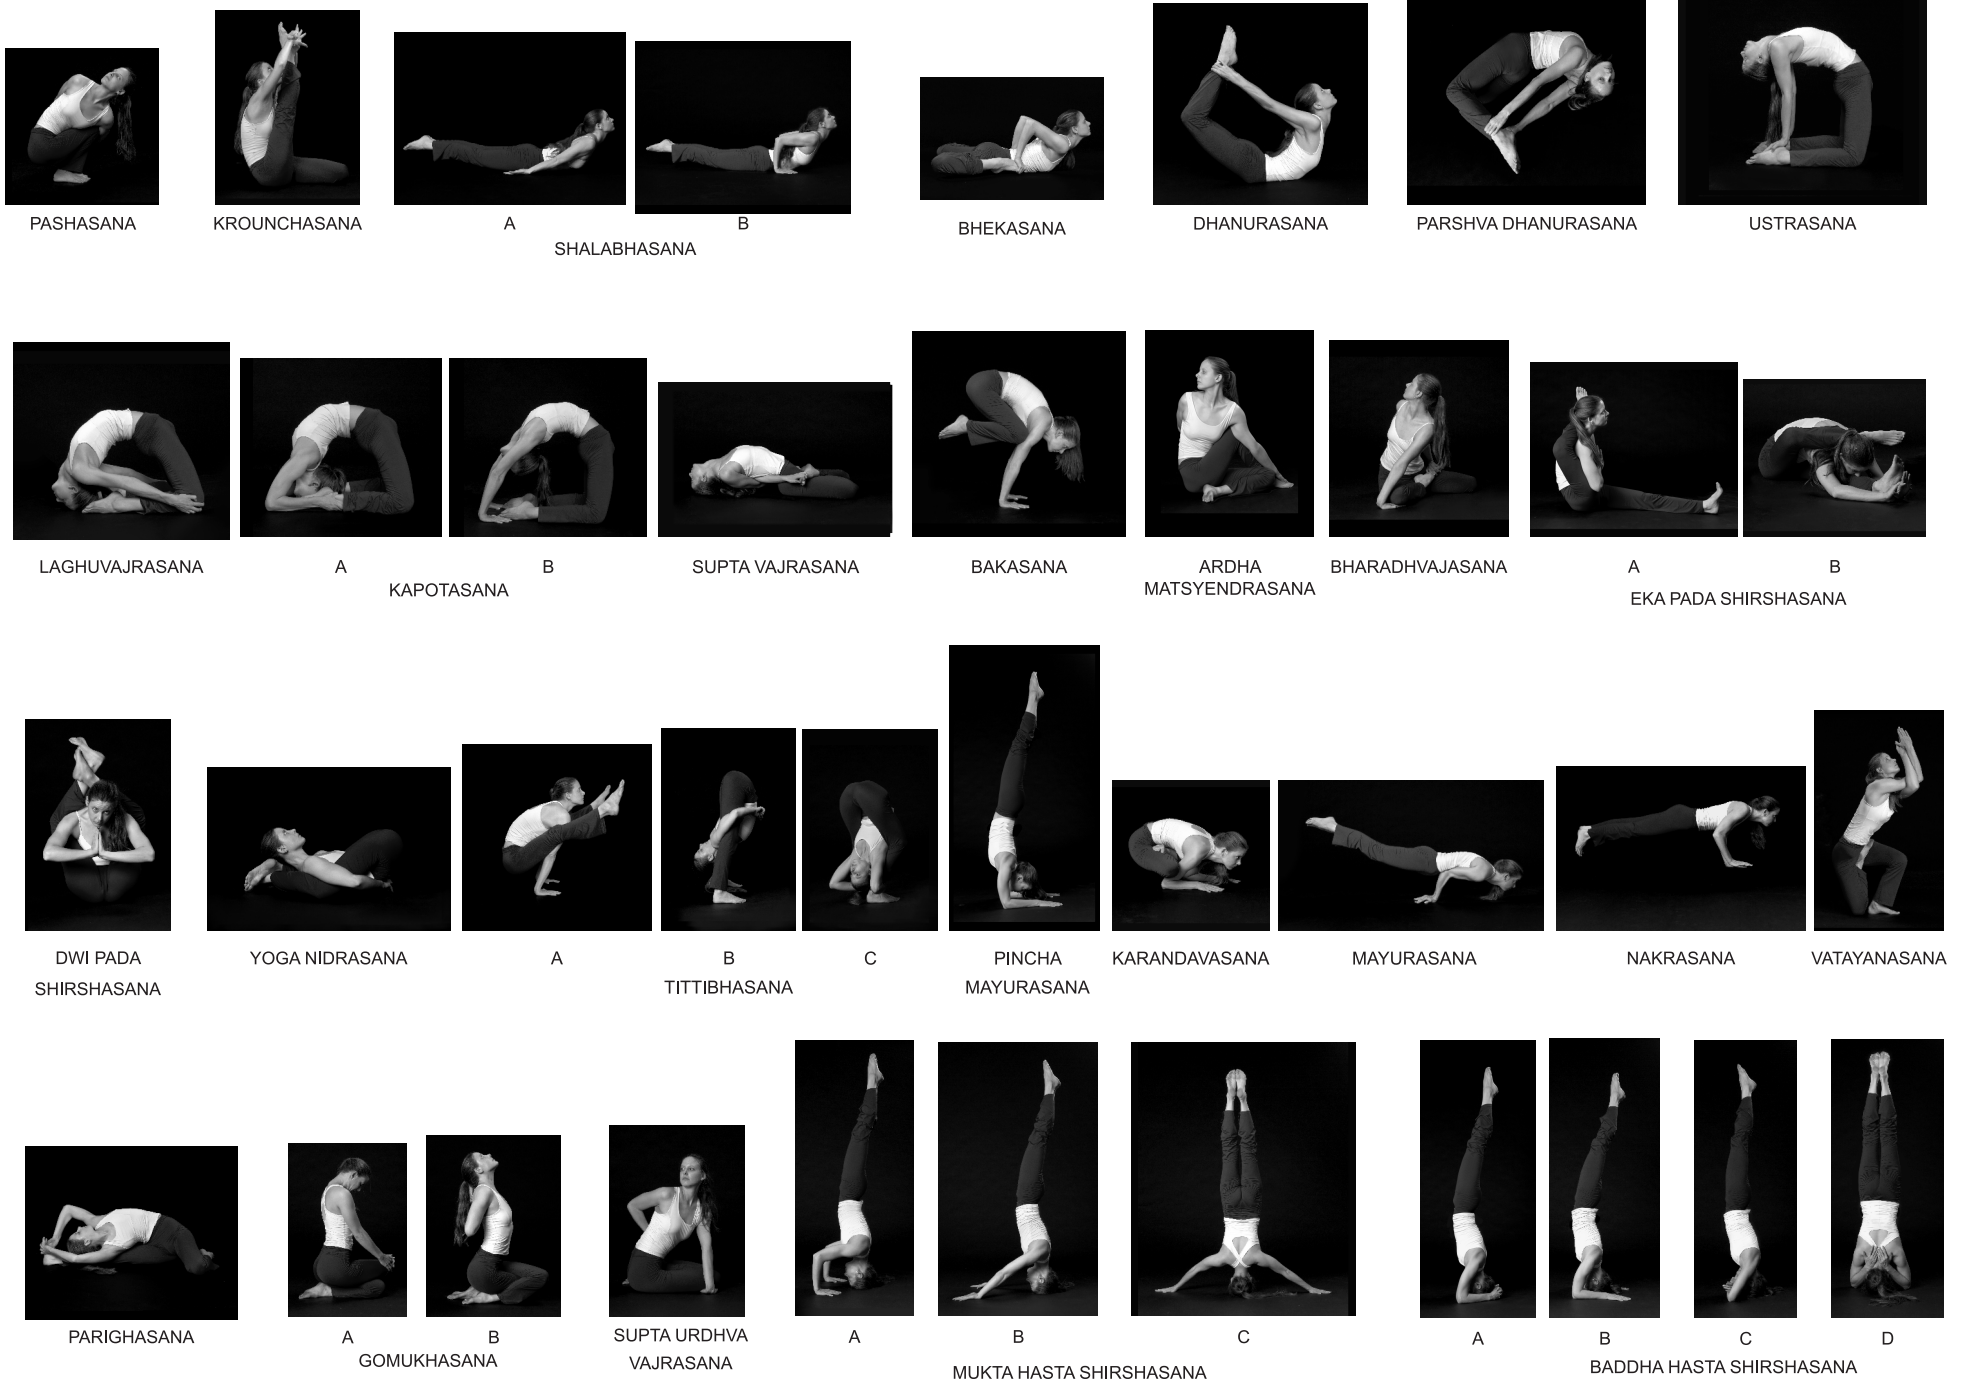 PASHASANA
KROUNCHASANA
A
B
SHALABHASANA
BHEKASANA
DHANURASANA
PARSHVA DHANURASANA
USTRASANA
LAGHUVAJRASANA
A
B
KAPOTASANA
SUPTA VAJRASANA
BAKASANA
ARDHA
MATSYENDRASANA
BHARADHVAJASANA
A
B
EKA PADA SHIRSHASANA
DWI PADA
SHIRSHASANA
YOGA NIDRASANA
A
B
C
TITTIBHASANA
PINCHA
MAYURASANA
KARANDAVASANA
MAYURASANA
NAKRASANA
VATAYANASANA
PARIGHASANA
A
B
GOMUKHASANA
SUPTA URDHVA
VAJRASANA
A
B
C
MUKTA HASTA SHIRSHASANA
A
B
C
D
BADDHA HASTA SHIRSHASANA